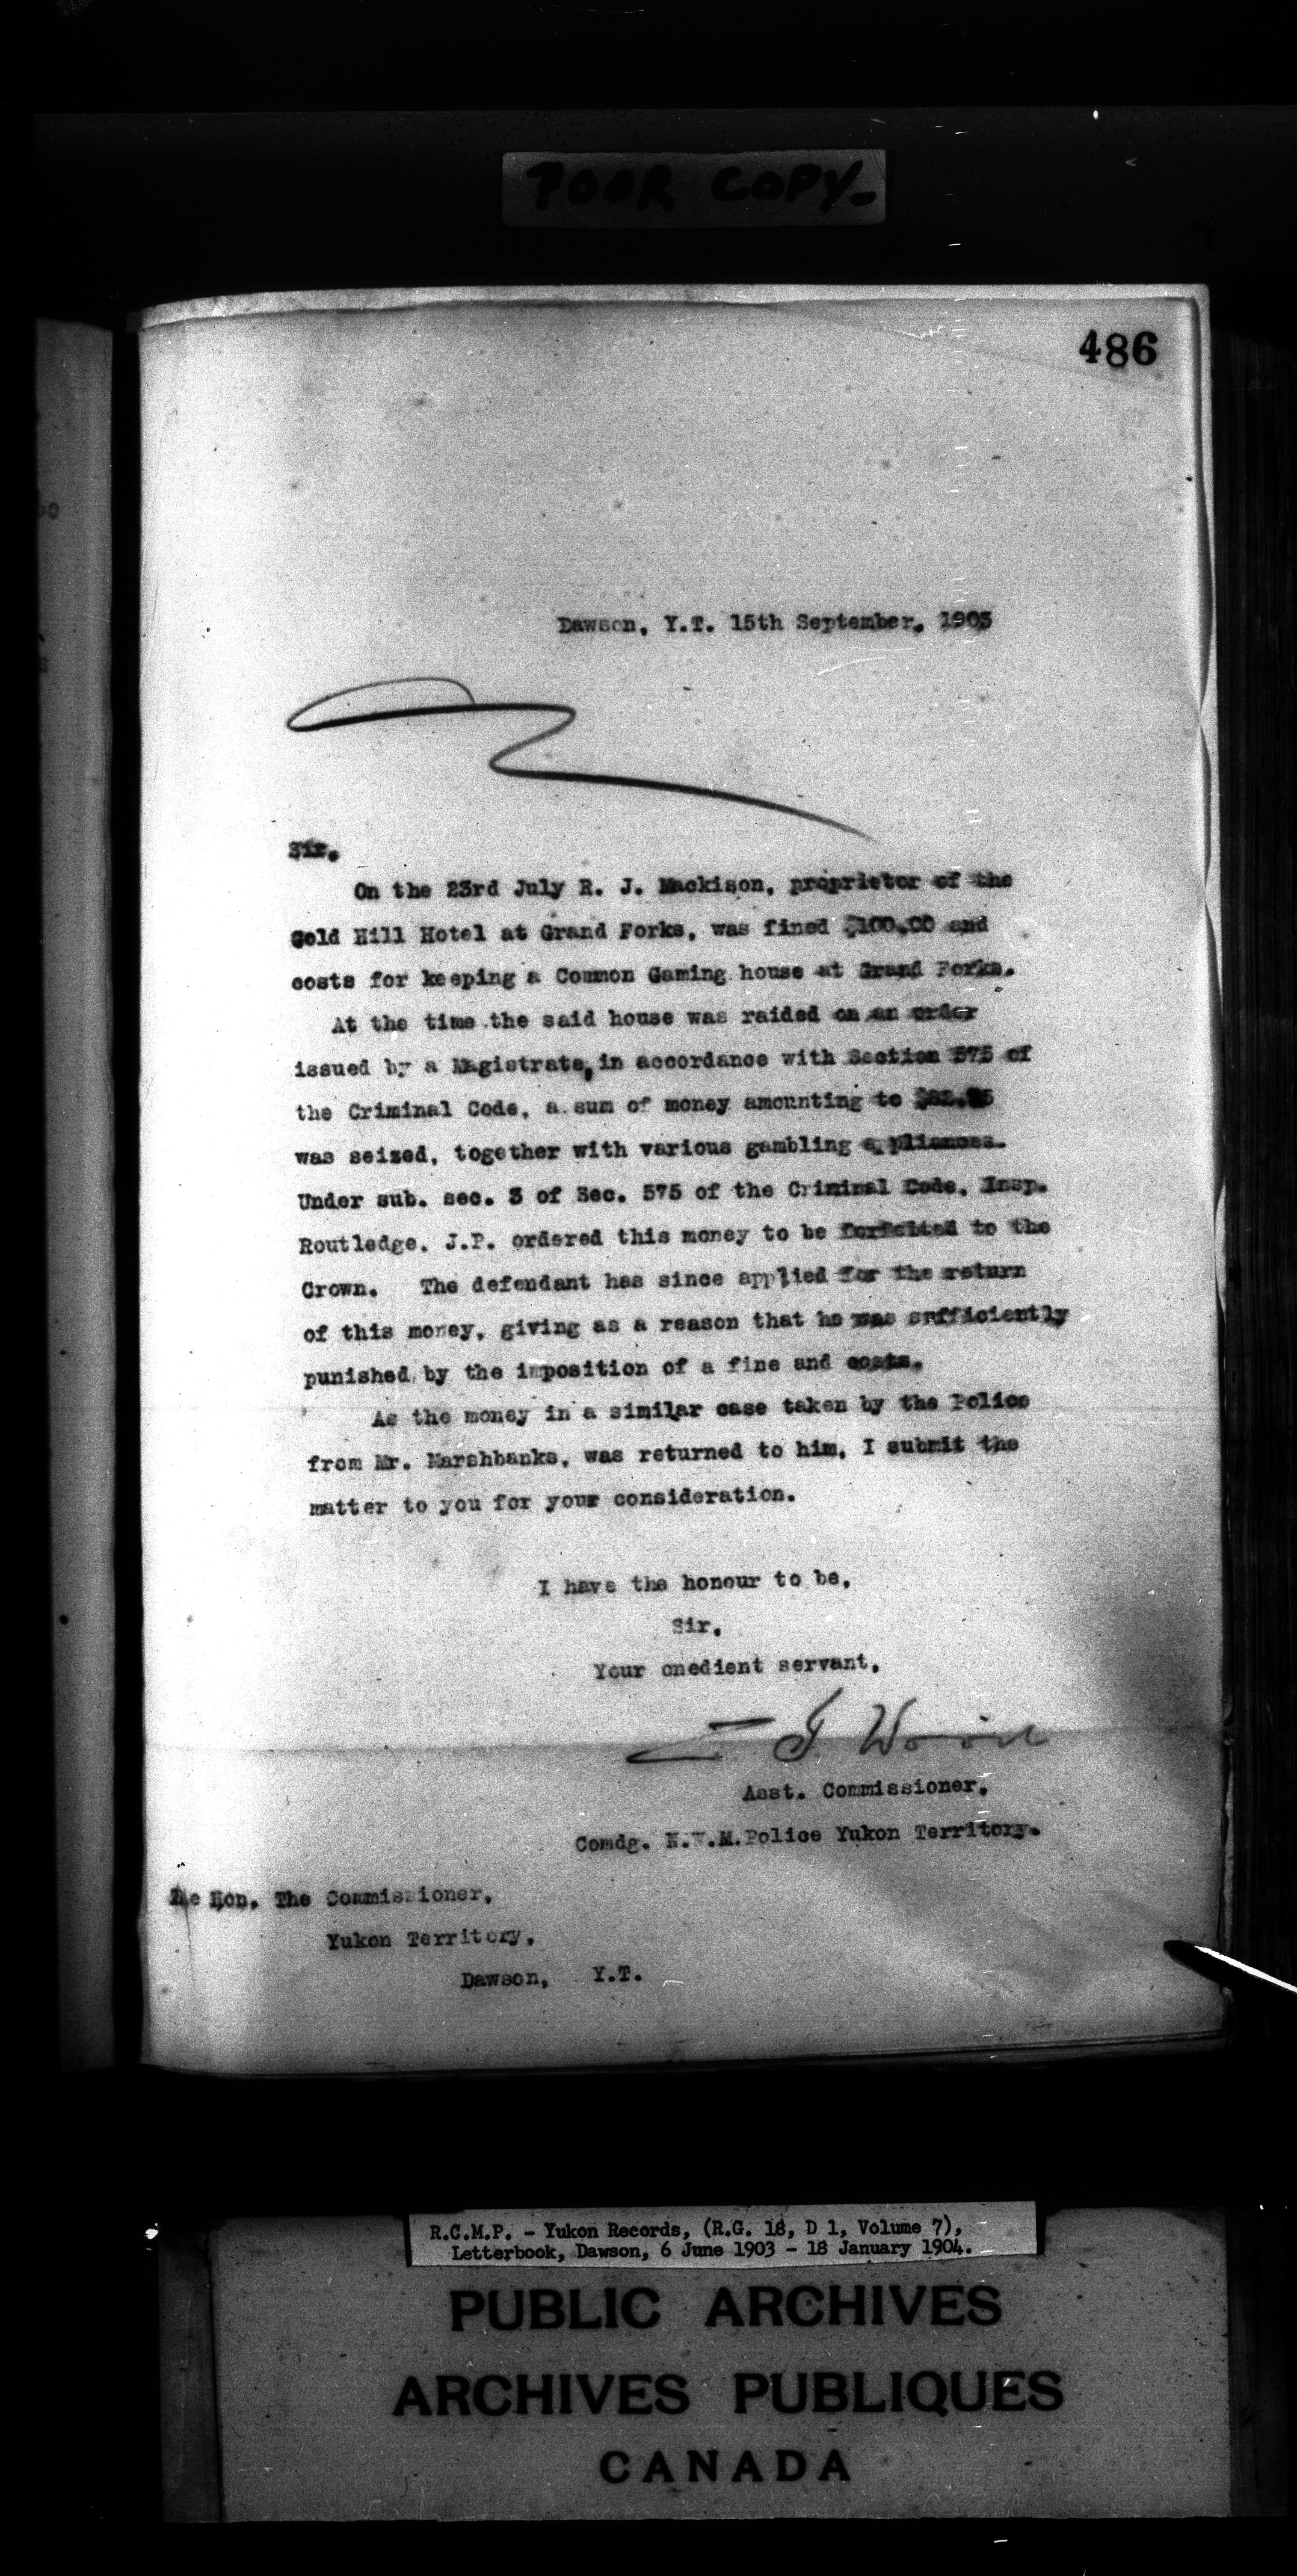 POOR COPY-
486
Dawson, Y.T. 15th September. 1903
Sir.
On the 23rd July R. J. Mackison, proprietor of the
Gold Hill Hotel at Grand Forks, was fined $100.00 and
costs for keeping a Common Gaming house at Grand Forks.
At the time the said house was raided on an order
issued by a Magistrate, in accordance with Section 575 of
the Criminal Code, a sum of money amounting to
was seized, together with various gambling appliances.
Under sub. sec. 3 of Sec. 575 of the Criminal Code, Insp.
Routledge, J.P. ordered this money to be forfeited to the
Crown. The defendant has since applied for the return
of this money, giving as a reason that he was sufficiently
punished by the imposition of a fine and costs.
As the money in a similar case taken by the Police
from Mr. Marshbanks, was returned to him, I submit the
matter to you for your consideration.
I have the honour to be,
Sir,
Your onedient servant,
Z T Wood
Asst. Commissioner,
Comdg. N.W.M.Police Yukon Territory.
The Hon. The Commissioner,
Yukon Territory,
Dawson, Y.T.
R.C.M.P. - Yukon Records, (R.G. 18, D 1, Volume 7),
Letterbook, Dawson, 6 June 1903 - 18 January 1904.
PUBLIC ARCHIVES
ARCHIVES PUBLIQUES
CANADA